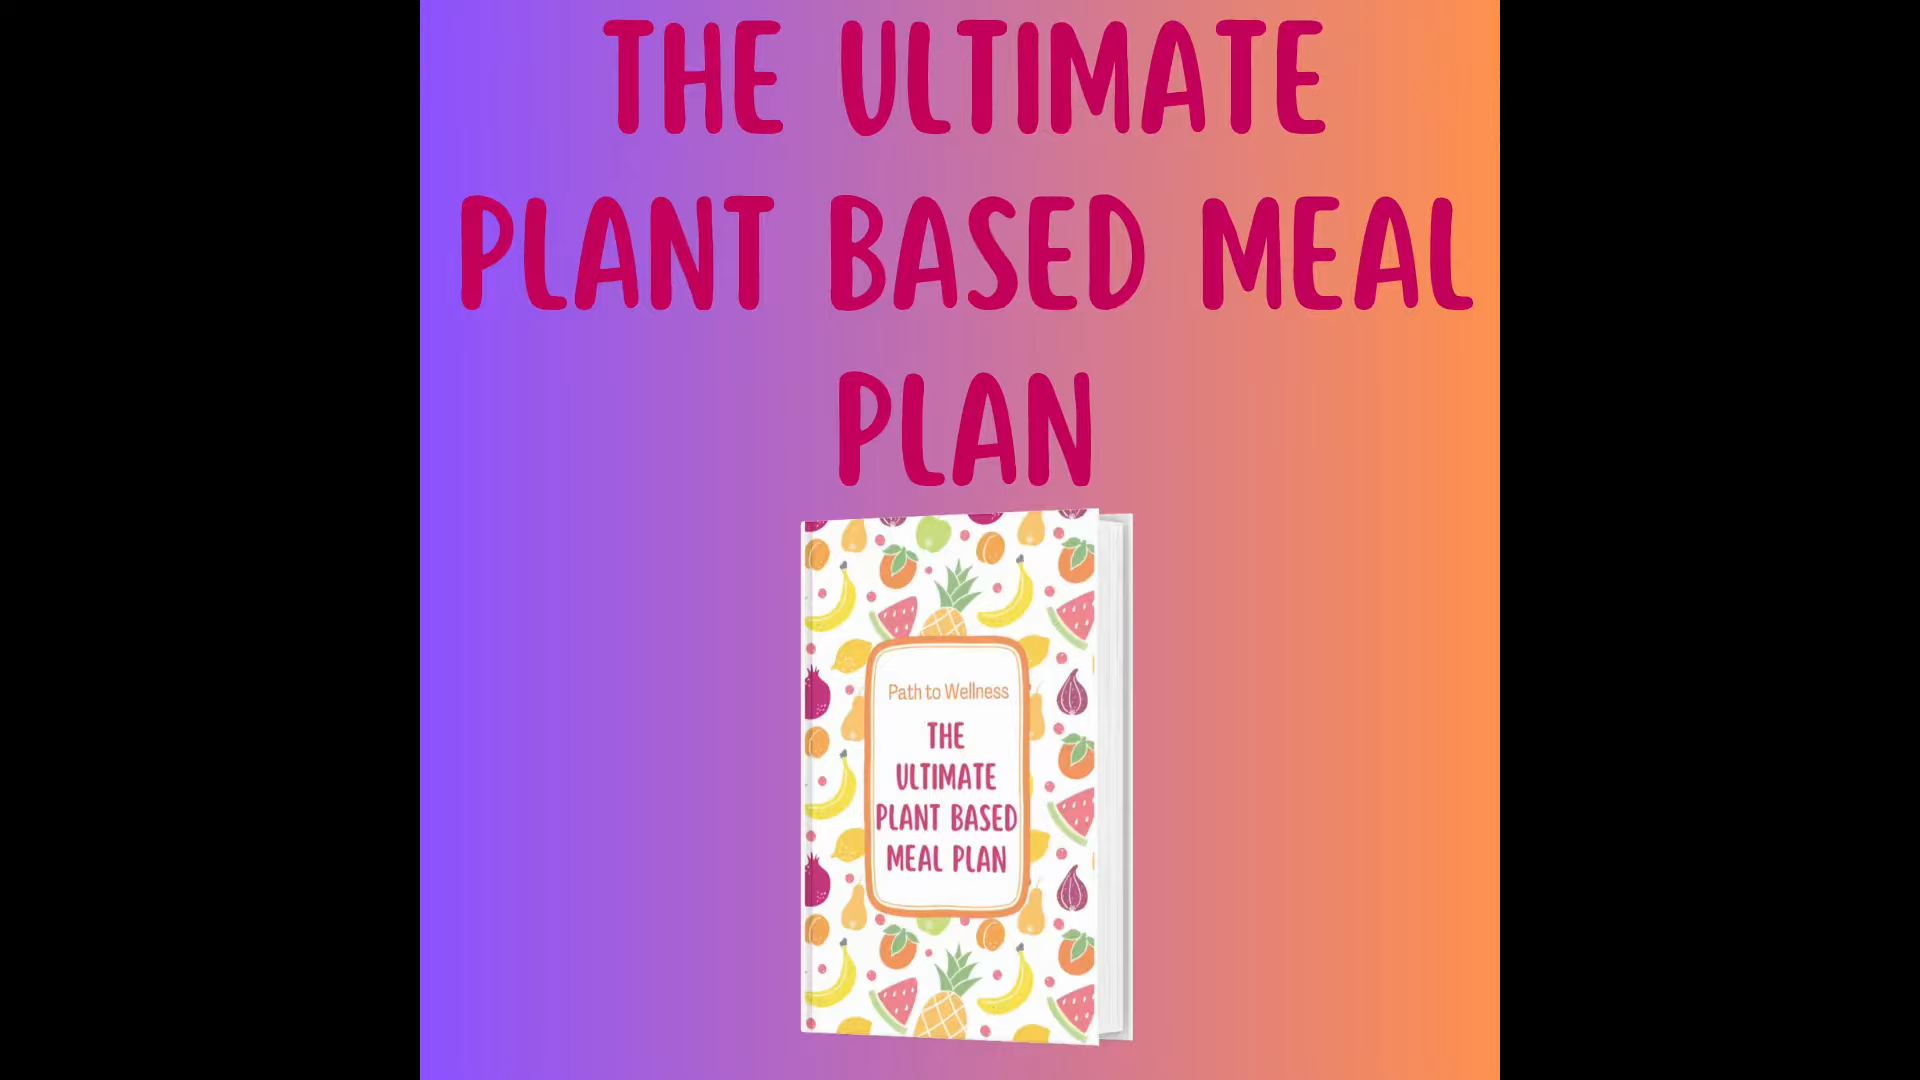 THE ULTIMATE
PLANT BASED MEAL
PLAN
Path to Wellness
THE
ULTIMATE
PLANT BASED
MEAL PLAN